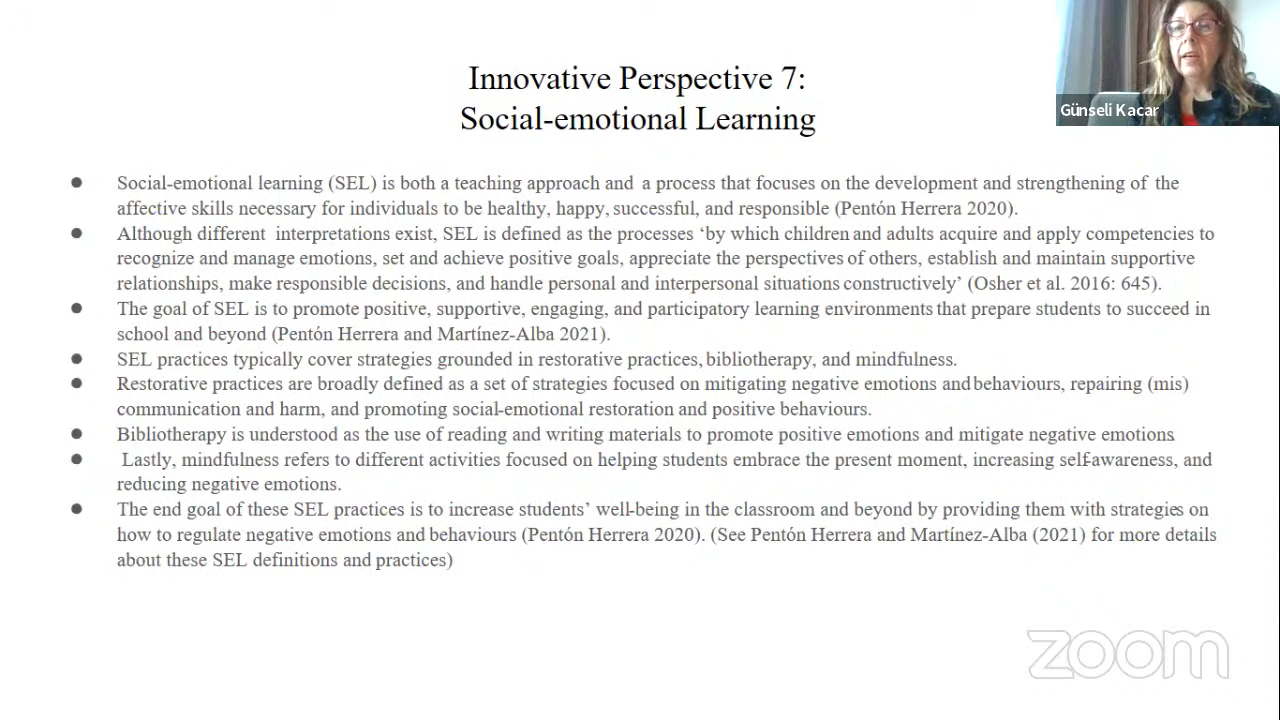 Innovative Perspective 7:
Social-emotional Learning
Günseli Kacar
● Social-emotional learning (SEL) is both a teaching approach and a process that focuses on the development and strengthening of the
affective skills necessary for individuals to be healthy, happy, successful, and responsible (Pentón Herrera 2020).
● Although different interpretations exist, SEL is defined as the processes ‘by which children and adults acquire and apply competencies to
recognize and manage emotions, set and achieve positive goals, appreciate the perspectives of others, establish and maintain supportive
relationships, make responsible decisions, and handle personal and interpersonal situations constructively’ (Osher et al. 2016: 645).
● The goal of SEL is to promote positive, supportive, engaging, and participatory learning environments that prepare students to succeed in
school and beyond (Pentón Herrera and Martínez-Alba 2021).
● SEL practices typically cover strategies grounded in restorative practices, bibliotherapy, and mindfulness.
● Restorative practices are broadly defined as a set of strategies focused on mitigating negative emotions and behaviours, repairing (mis)
communication and harm, and promoting social-emotional restoration and positive behaviours.
● Bibliotherapy is understood as the use of reading and writing materials to promote positive emotions and mitigate negative emotions.
● Lastly, mindfulness refers to different activities focused on helping students embrace the present moment, increasing self-awareness, and
reducing negative emotions.
● The end goal of these SEL practices is to increase students’ well-being in the classroom and beyond by providing them with strategies on
how to regulate negative emotions and behaviours (Pentón Herrera 2020). (See Pentón Herrera and Martínez-Alba (2021) for more details
about these SEL definitions and practices)
zoom